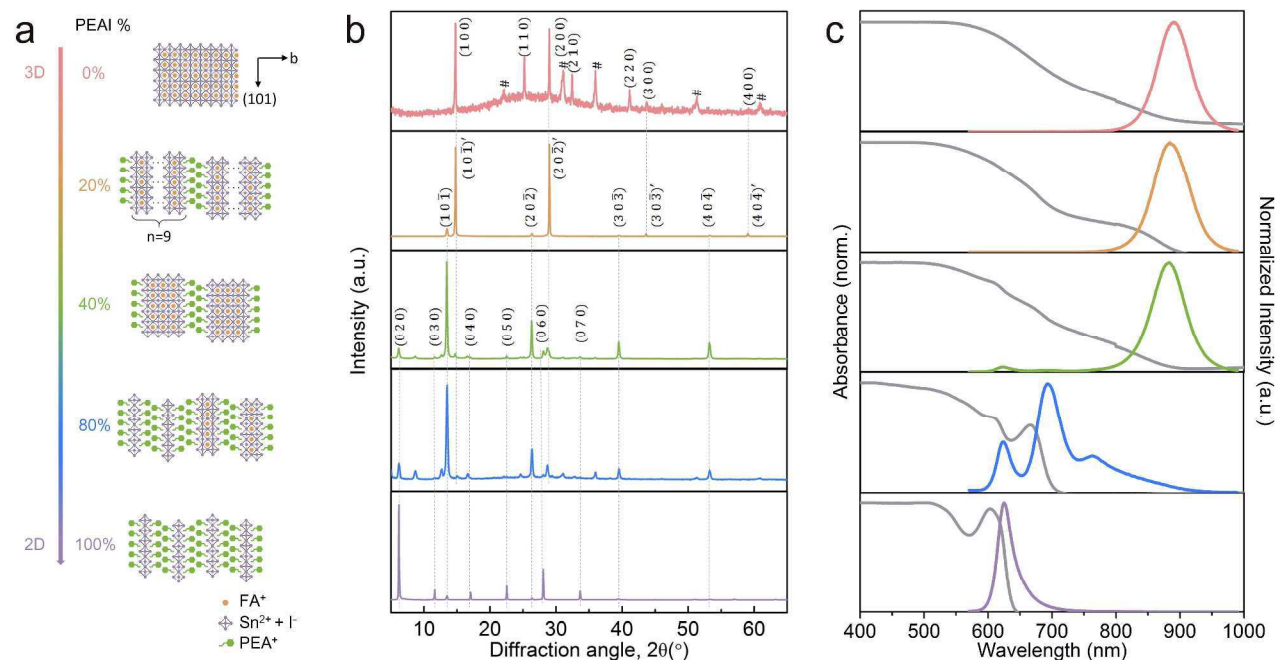 a
PEAI %
3D
0%
b
(101)
20%
n=9
40%
80%
2D
100%
FA⁺
Sn²⁺ + I⁻
PEA⁺
b
Intensity (a.u.)
(1 0 0)
#
(1 1 0)
#
(2 0 0)
(2 1 0)
#
(2 2 0)
(3 0 0)
#
(4 0 0)
#
(1 0 1̄)
(1 0 1̄)′
(2 0 2̄)
(2 0 2̄)′
(3 0 3̄)
(3 0 3̄)′
(4 0 4̄)
(4 0 4̄)′
(0 2 0)
(0 3 0)
(0 4 0)
(0 5 0)
(0 6 0)
(0 7 0)
10 20 30 40 50 60
Diffraction angle, 2θ(°)
c
Absorbance (norm.)
Normalized Intensity (a.u.)
400 500 600 700 800 900 1000
Wavelength (nm)